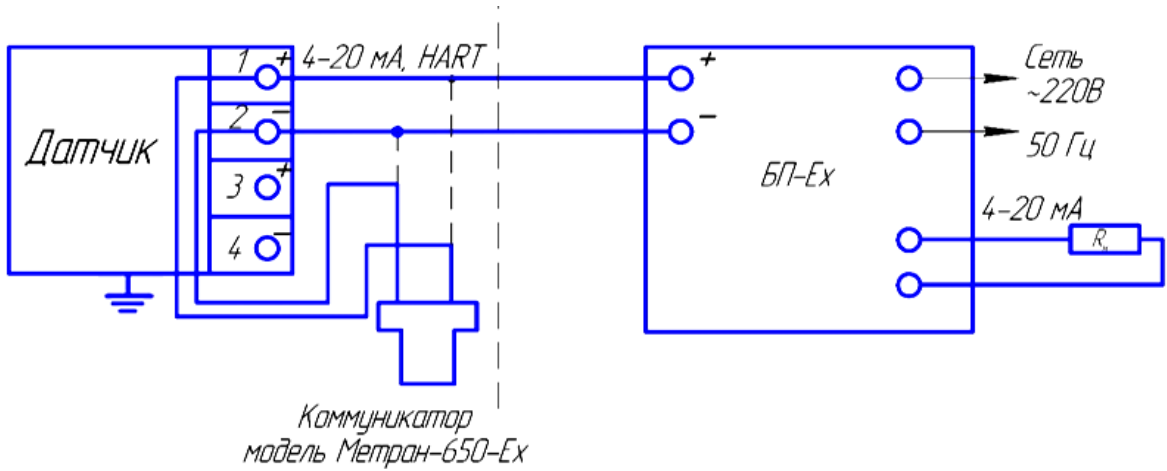 Датчик
1 +
2 −
3 +
4 −
4-20 мА, HART
+
−
БП-Ex
Сеть
~220В
50 Гц
4-20 мА
Rн
Коммуникатор
модель Метран-650-Ex